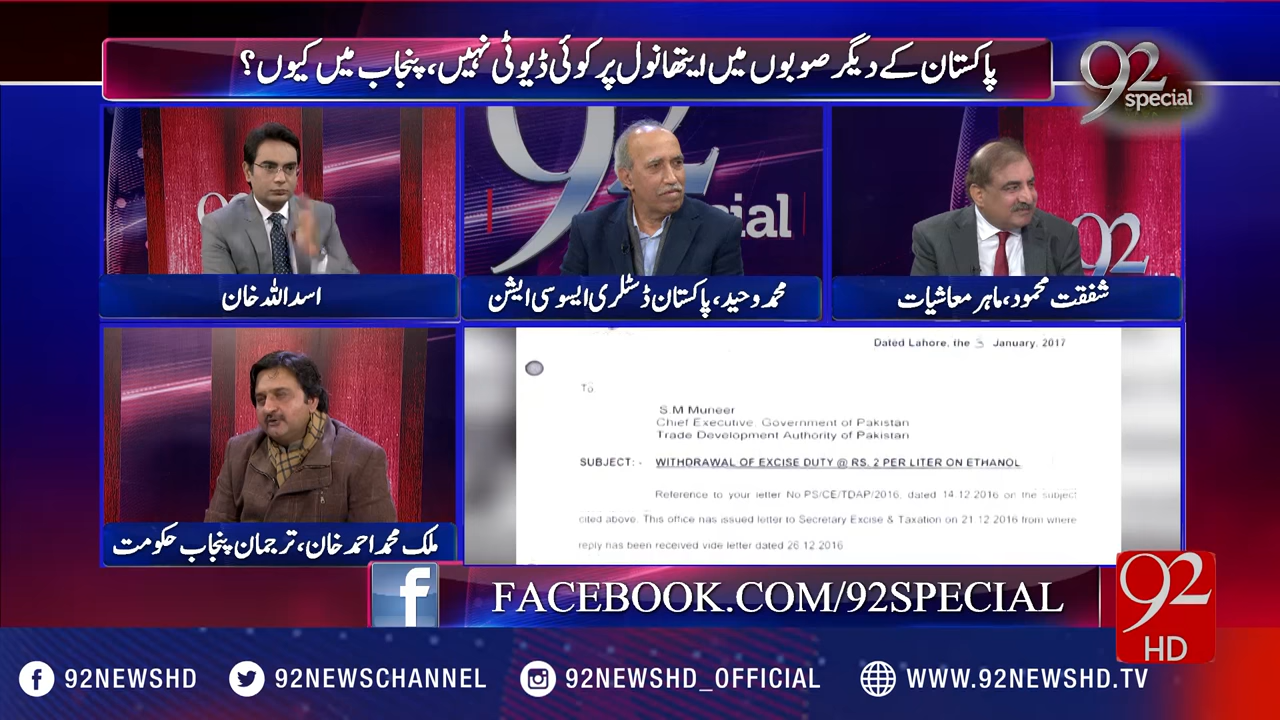 پاکستان کے دیگر صوبوں میں ایتھانول پر کوئی ڈیوٹی نہیں، پنجاب میں کیوں؟
92
special
92
special
92
92
اسد اللہ خان
محمد وحید، پاکستان ڈسٹلری ایسوسی ایشن
شفقت محمود، ماہر معاشیات
ملک محمد احمد خان، ترجمان پنجاب حکومت
Dated Lahore, the 3 January, 2017
To
S.M Muneer
Chief Executive, Government of Pakistan
Trade Development Authority of Pakistan
SUBJECT: - WITHDRAWAL OF EXCISE DUTY @ RS. 2 PER LITER ON ETHANOL
Reference to your letter No PS/CE/TDAP/2016, dated 14.12.2016 on the subject
cited above. This office has issued letter to Secretary Excise & Taxation on 21.12.2016 from where
reply has been received vide letter dated 26.12.2016
FACEBOOK.COM/92SPECIAL
92
HD
92NEWSHD
92NEWSCHANNEL
92NEWSHD_OFFICIAL
WWW.92NEWSHD.TV